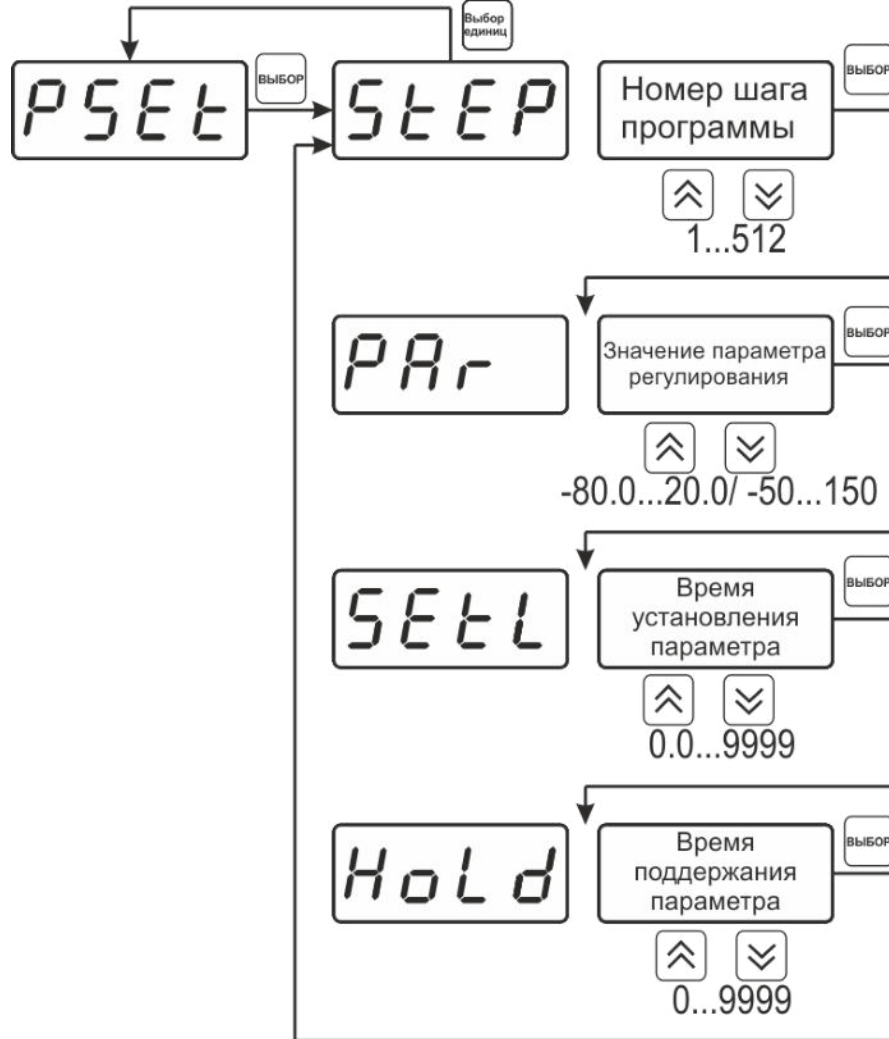 Выбор
единиц
PSEt
ВЫБОР
StEP
Номер шага
программы
ВЫБОР
1...512
PAr
Значение параметра
регулирования
ВЫБОР
-80.0...20.0/ -50...150
SEtL
Время
установления
параметра
ВЫБОР
0.0...9999
HoLd
Время
поддержания
параметра
ВЫБОР
0...9999